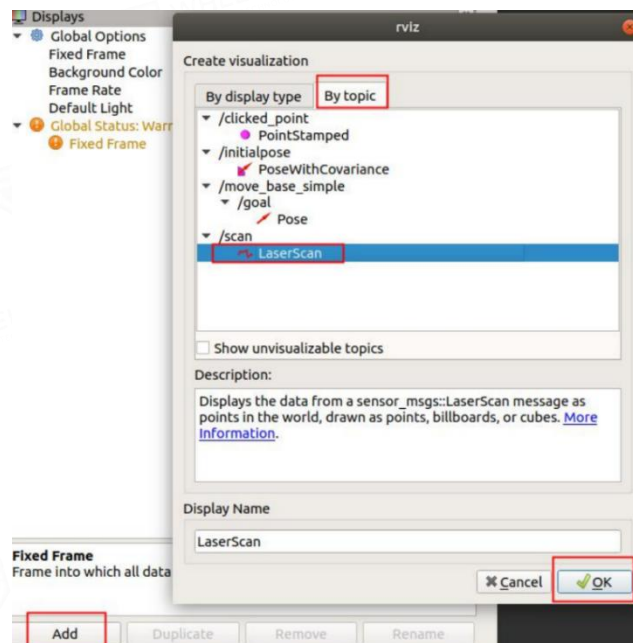 Displays
Global Options
Fixed Frame
Background Color
Frame Rate
Default Light
Global Status: Warr
Fixed Frame
rviz
Create visualization
By display type
By topic
/clicked_point
PointStamped
/initialpose
PoseWithCovariance
/move_base_simple
/goal
Pose
/scan
LaserScan
Show unvisualizable topics
Description:
Displays the data from a sensor_msgs::LaserScan message as
points in the world, drawn as points, billboards, or cubes. More
Information.
Display Name
LaserScan
Cancel
OK
Fixed Frame
Frame into which all data
Add
Duplicate
Remove
Rename